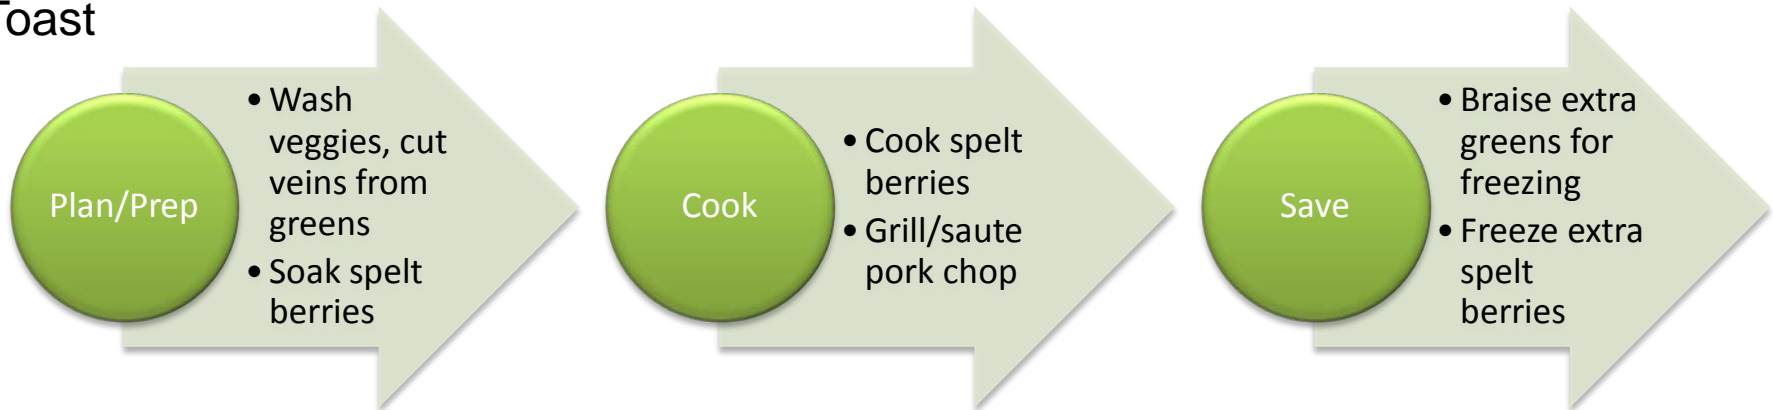 Toast
Plan/Prep
• Wash
veggies, cut
veins from
greens
• Soak spelt
berries
Cook
• Cook spelt
berries
• Grill/saute
pork chop
Save
• Braise extra
greens for
freezing
• Freeze extra
spelt
berries